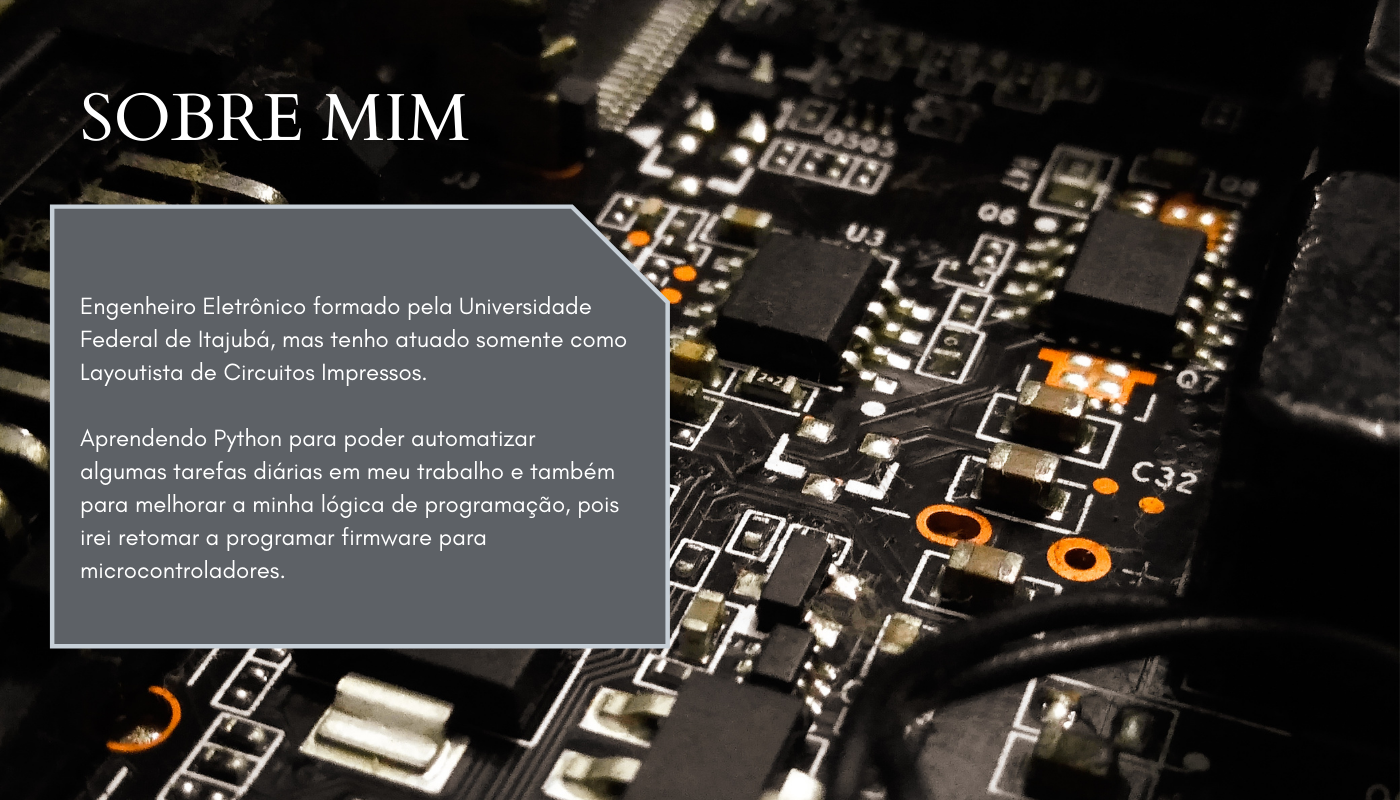 SOBRE MIM
Engenheiro Eletrônico formado pela Universidade
Federal de Itajubá, mas tenho atuado somente como
Layoutista de Circuitos Impressos.
Aprendendo Python para poder automatizar
algumas tarefas diárias em meu trabalho e também
para melhorar a minha lógica de programação, pois
irei retomar a programar firmware para
microcontroladores.
U3
Q6
Q7
C32